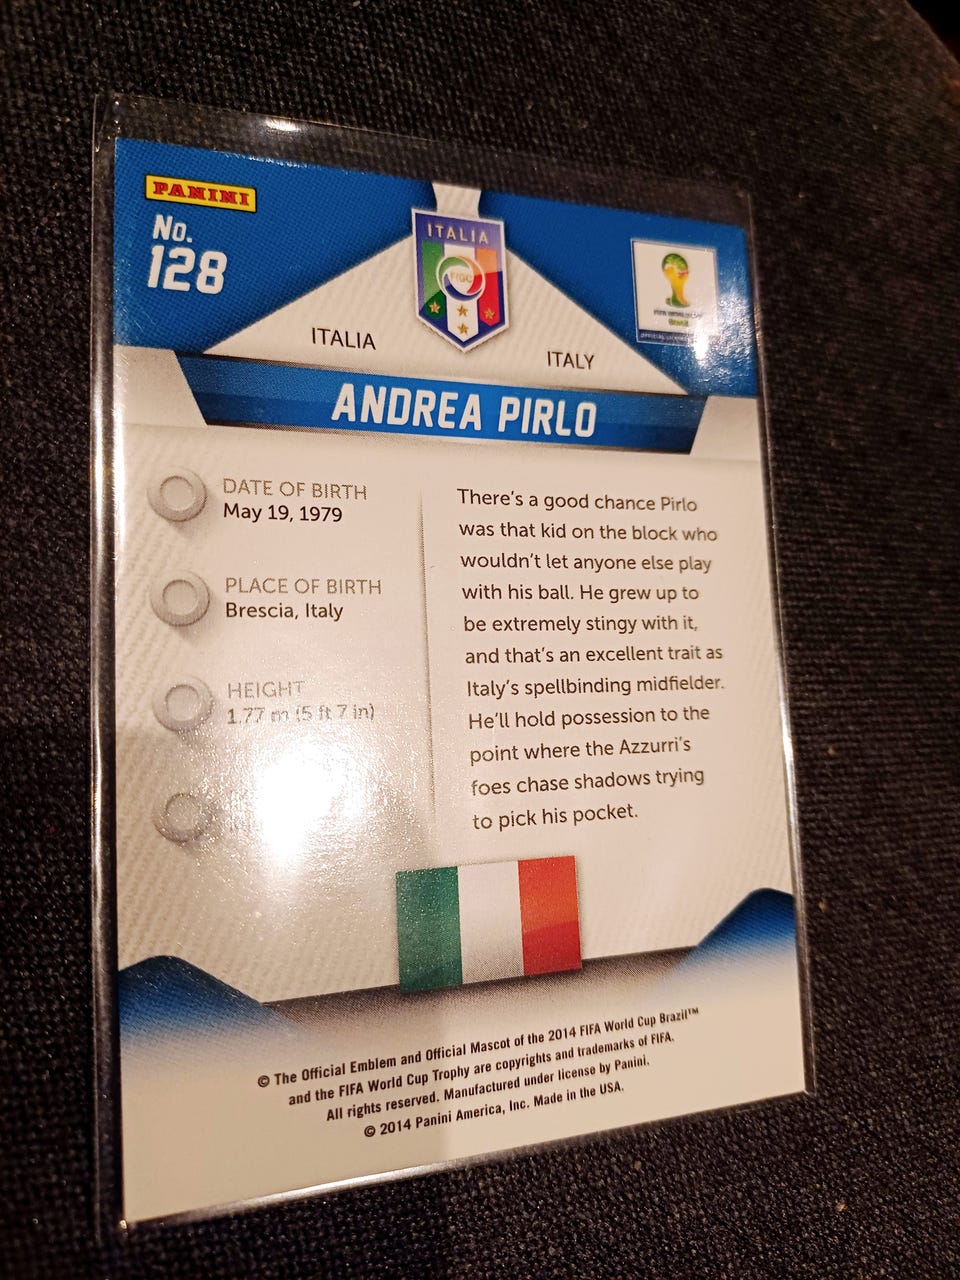 PANINI
No.
128
ITALIA
FIGC
ITALIA
ITALY
FIFA WORLD CUP
Brasil
ANDREA PIRLO
DATE OF BIRTH
May 19, 1979
PLACE OF BIRTH
Brescia, Italy
HEIGHT
1.77 m (5 ft 7 in)
There's a good chance Pirlo
was that kid on the block who
wouldn't let anyone else play
with his ball. He grew up to
be extremely stingy with it,
and that's an excellent trait as
Italy's spellbinding midfielder.
He'll hold possession to the
point where the Azzurri's
foes chase shadows trying
to pick his pocket.
© The Official Emblem and Official Mascot of the 2014 FIFA World Cup Brazil™
and the FIFA World Cup Trophy are copyrights and trademarks of FIFA.
All rights reserved. Manufactured under license by Panini.
© 2014 Panini America, Inc. Made in the USA.